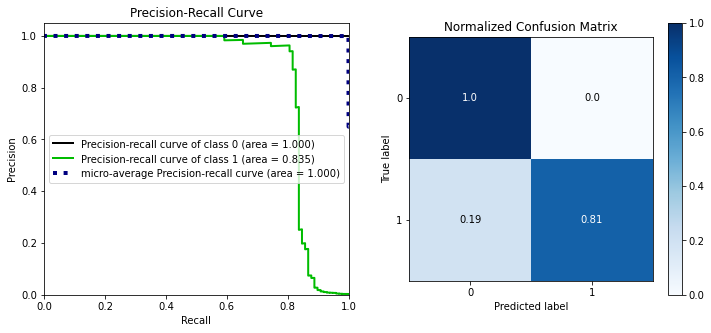 Precision-Recall Curve
1.0
0.8
0.6
0.4
0.2
0.0
Precision
0.0 0.2 0.4 0.6 0.8 1.0
Recall
Precision-recall curve of class 0 (area = 1.000)
Precision-recall curve of class 1 (area = 0.835)
micro-average Precision-recall curve (area = 1.000)
Normalized Confusion Matrix
True label
0
1
1.0 0.0
0.19 0.81
0 1
Predicted label
1.0
0.8
0.6
0.4
0.2
0.0